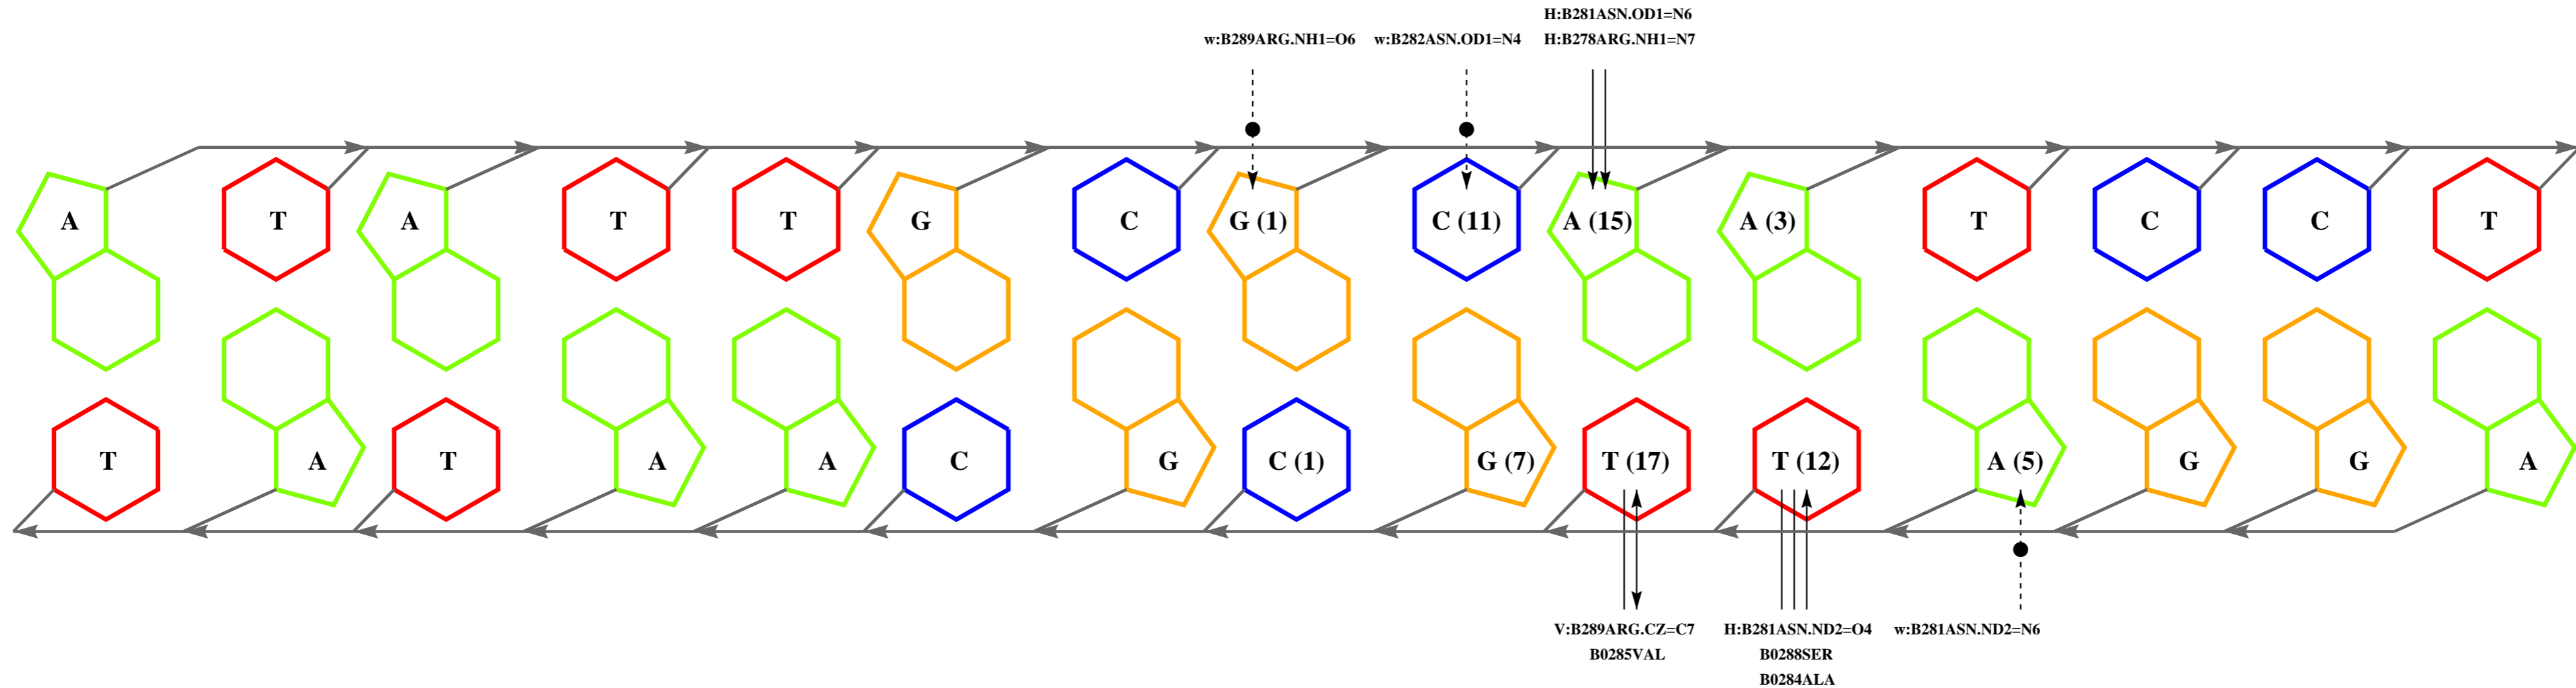 H:B281ASN.OD1=N6
w:B289ARG.NH1=O6 w:B282ASN.OD1=N4 H:B278ARG.NH1=N7
A T A T T G C G (1) C (11) A (15) A (3) T C C T
T A T A A C G C (1) G (7) T (17) T (12) A (5) G G A
V:B289ARG.CZ=C7 H:B281ASN.ND2=O4 w:B281ASN.ND2=N6
B0285VAL B0288SER
B0284ALA